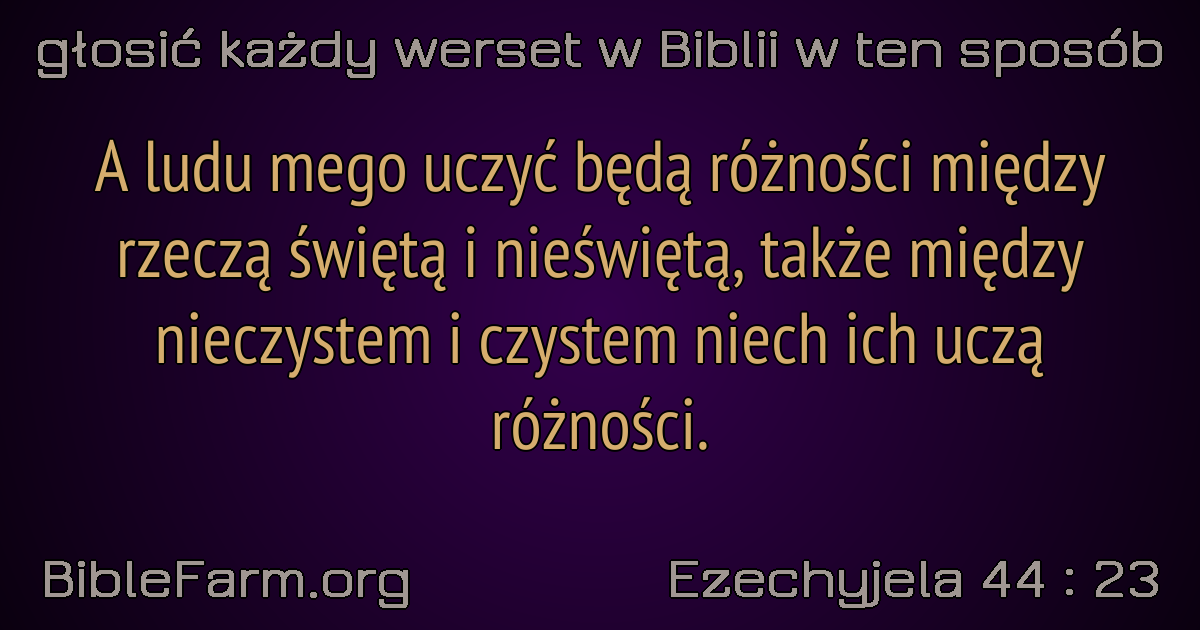 głosić każdy werset w Biblii w ten sposób
A ludu mego uczyć będą różności między
rzeczą świętą i nieświętą, także między
nieczystem i czystem niech ich uczą
różności.
BibleFarm.org
Ezechyjela 44 : 23